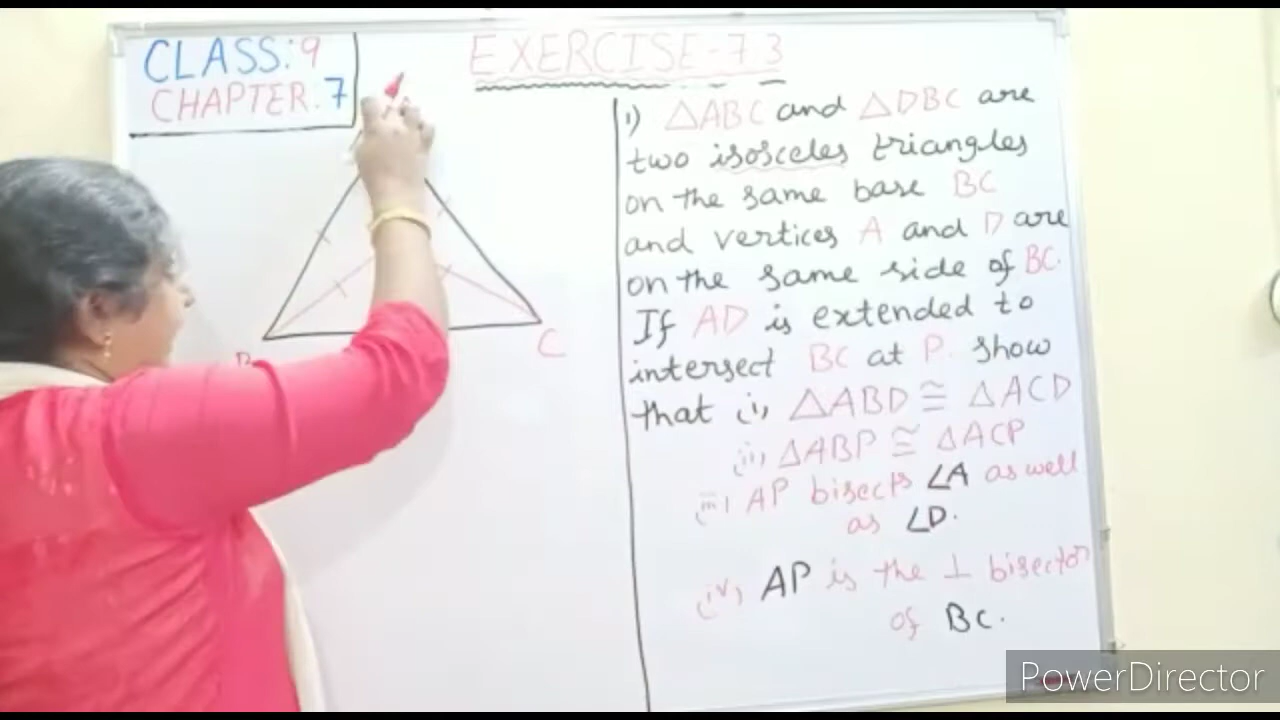 CLASS: 9
CHAPTER. 7
EXERCISE-7.3
1) △ABC and △DBC are
two isosceles triangles
on the same base BC
and vertices A and D are
on the same side of BC.
If AD is extended to
intersect BC at P. show
that (i) △ABD ≅ △ACD
(ii) △ABP ≅ △ACP
(iii) AP bisects ∠A as well
as ∠D.
(iv) AP is the ⊥ bisector
of BC.
C
PowerDirector